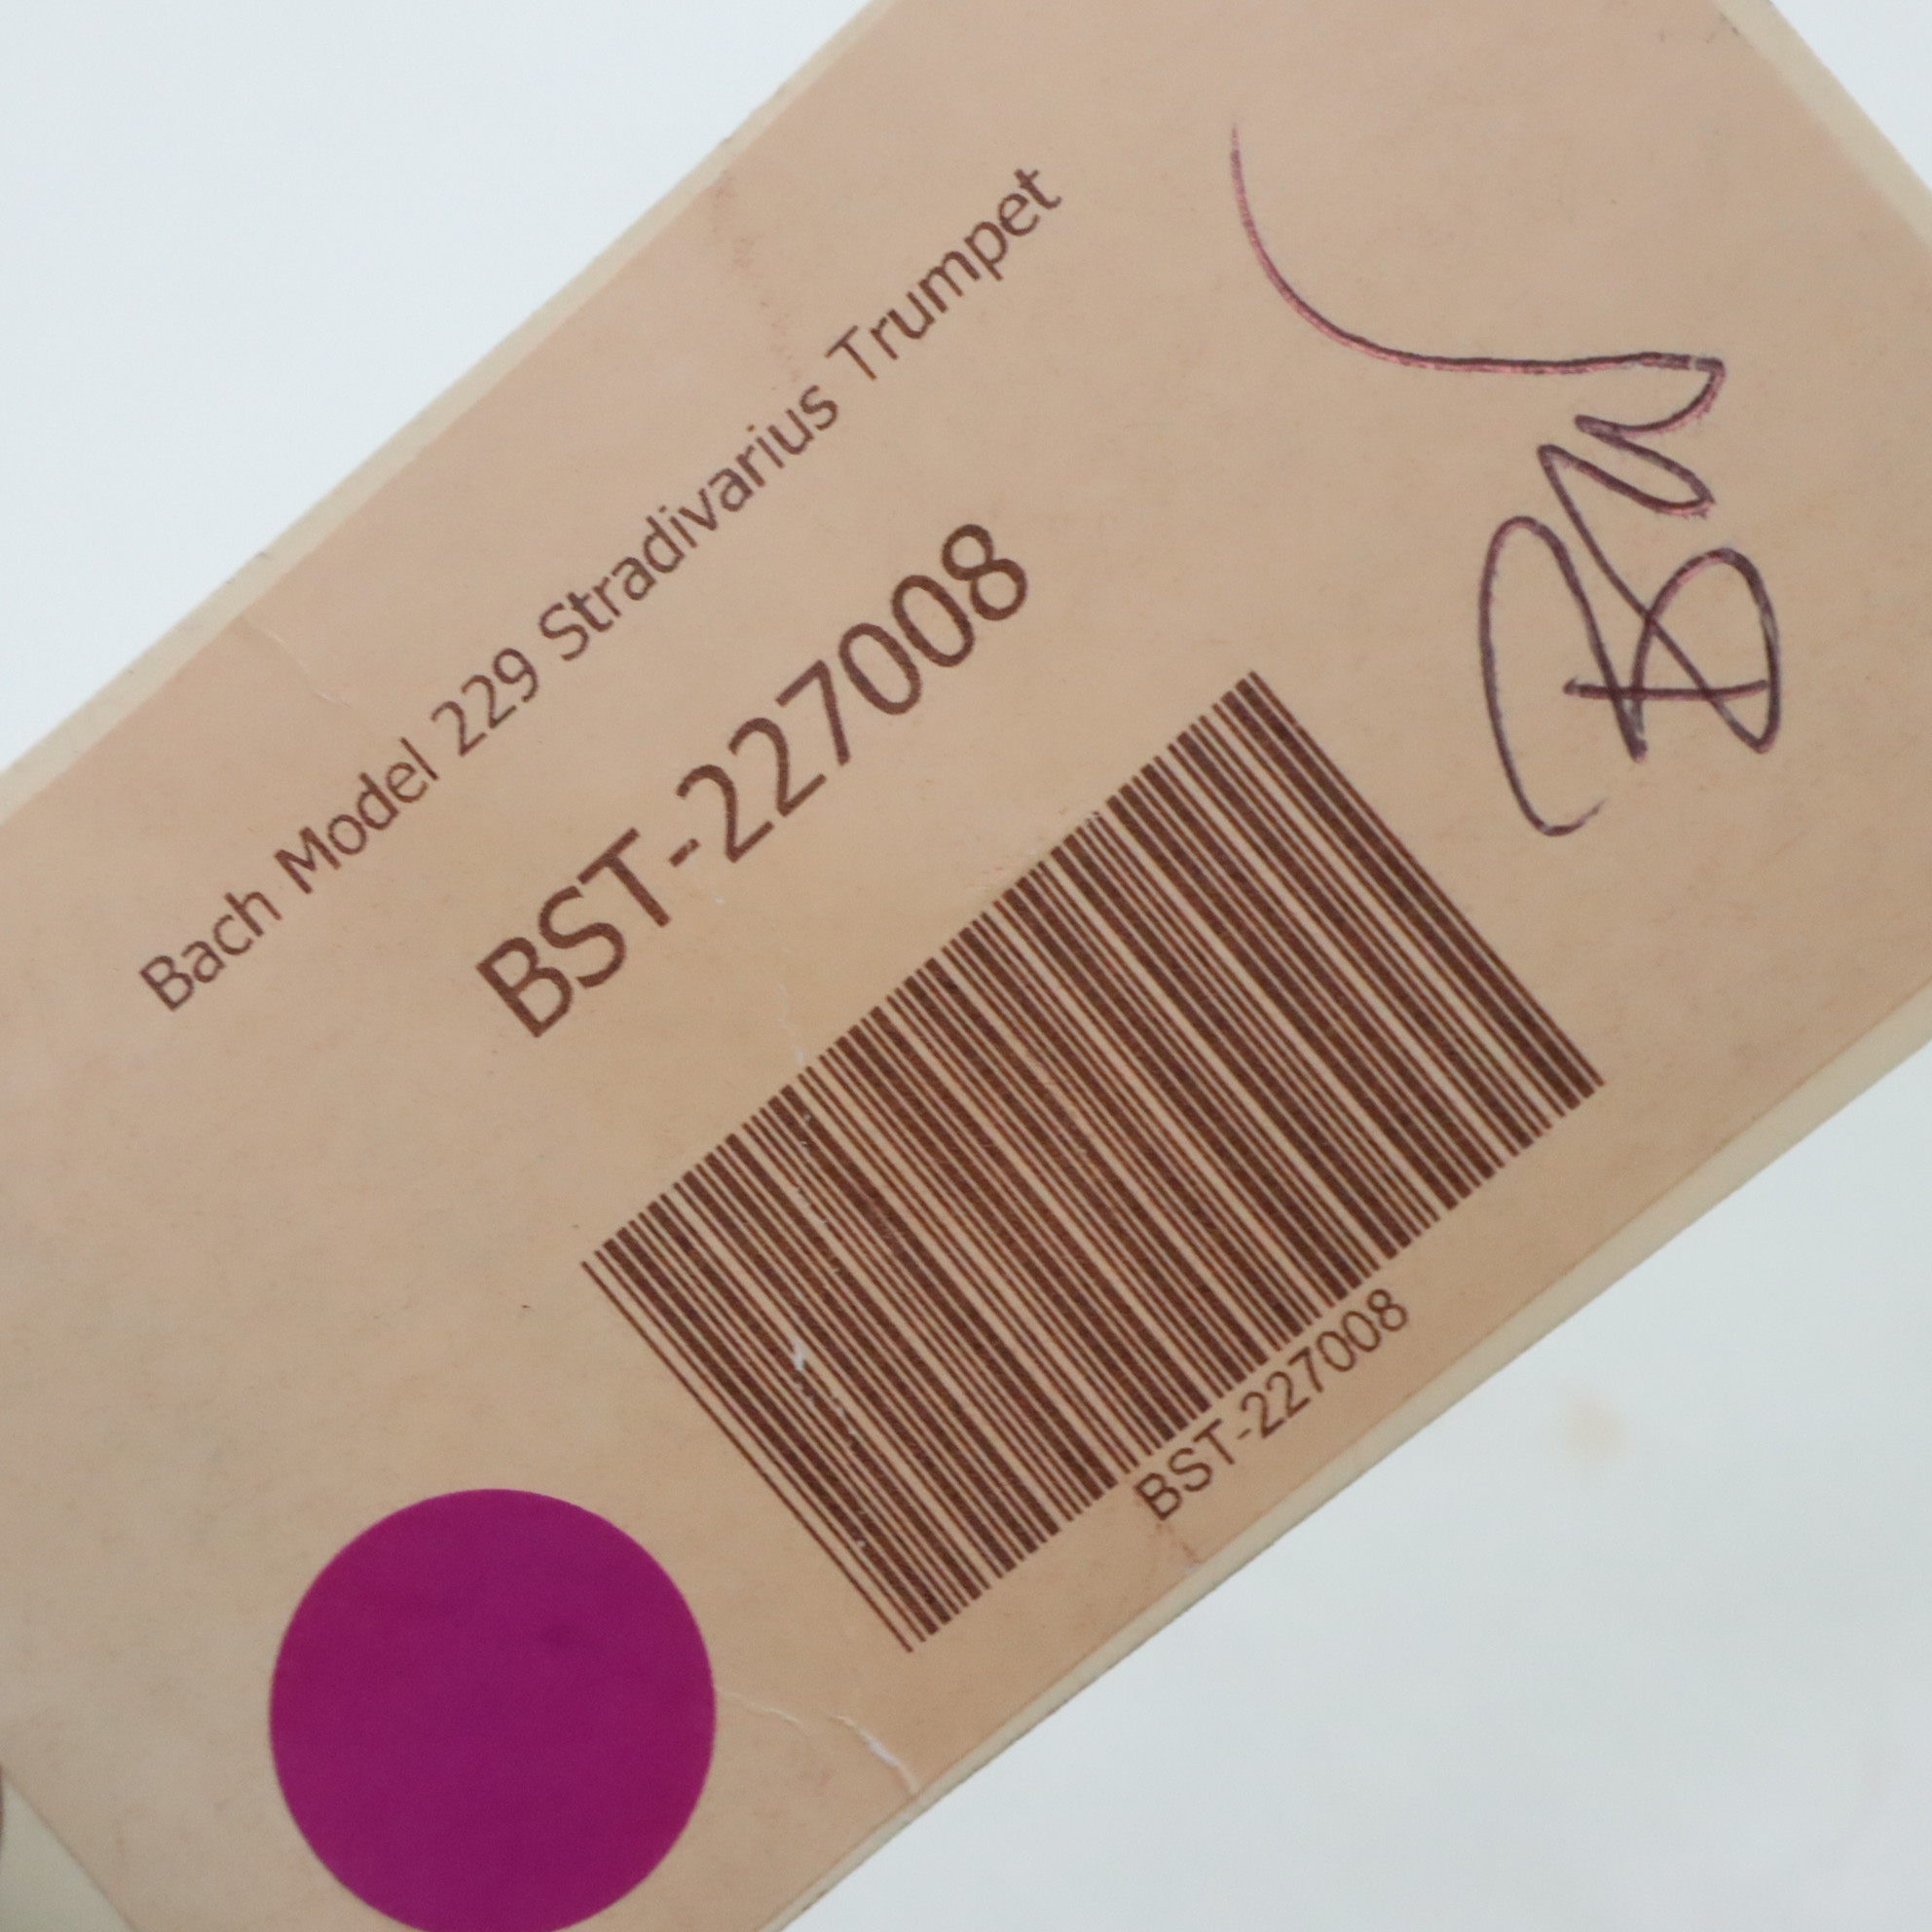 Bach Model 229 Stradivarius Trumpet
BST-227008
BST-227008